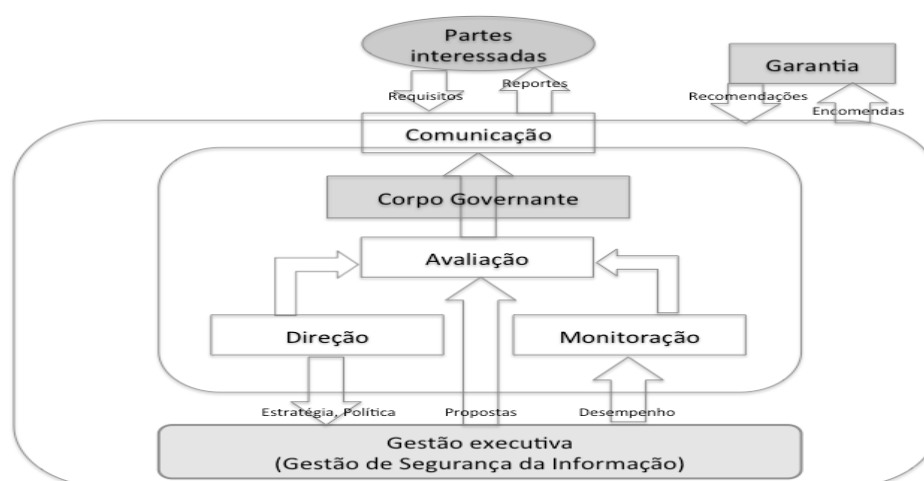 Partes
interessadas
Garantia
Requisitos
Reportes
Recomendações
Encomendas
Comunicação
Corpo Governante
Avaliação
Direção
Monitoração
Estratégia, Política
Propostas
Desempenho
Gestão executiva
(Gestão de Segurança da Informação)